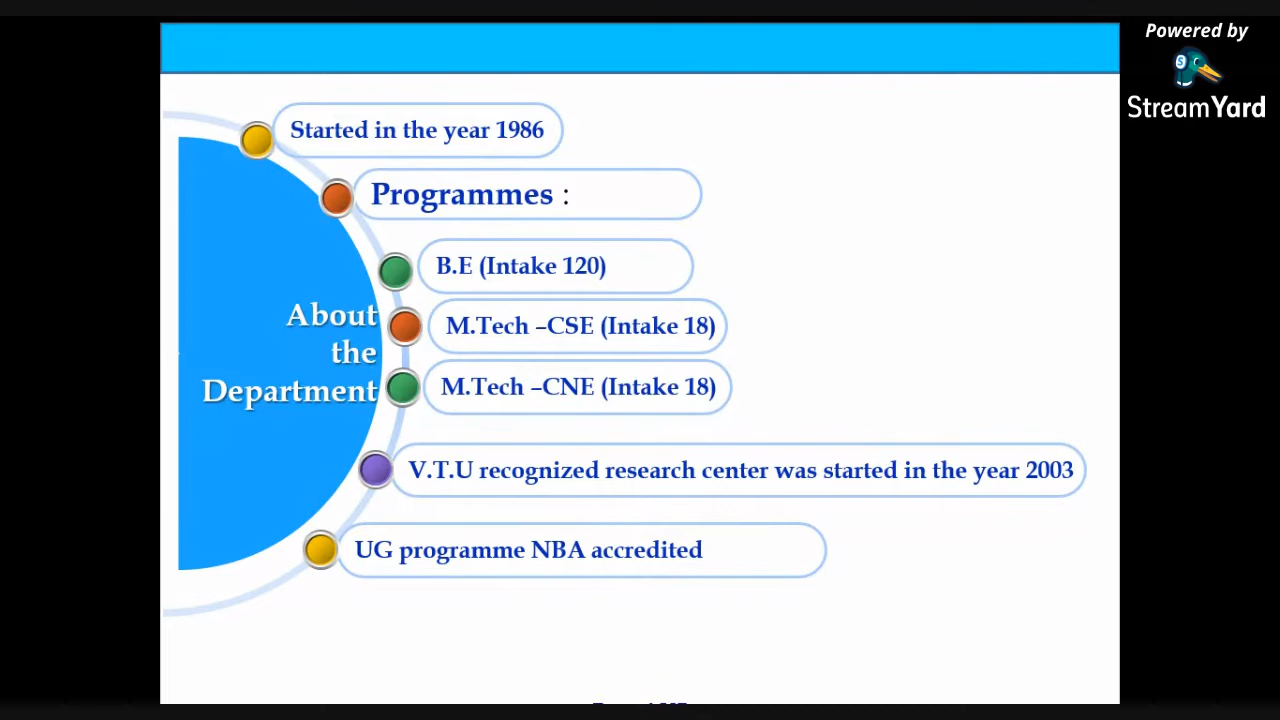 Powered by
StreamYard
Started in the year 1986
Programmes :
B.E (Intake 120)
M.Tech –CSE (Intake 18)
About
the
Department
M.Tech –CNE (Intake 18)
V.T.U recognized research center was started in the year 2003
UG programme NBA accredited